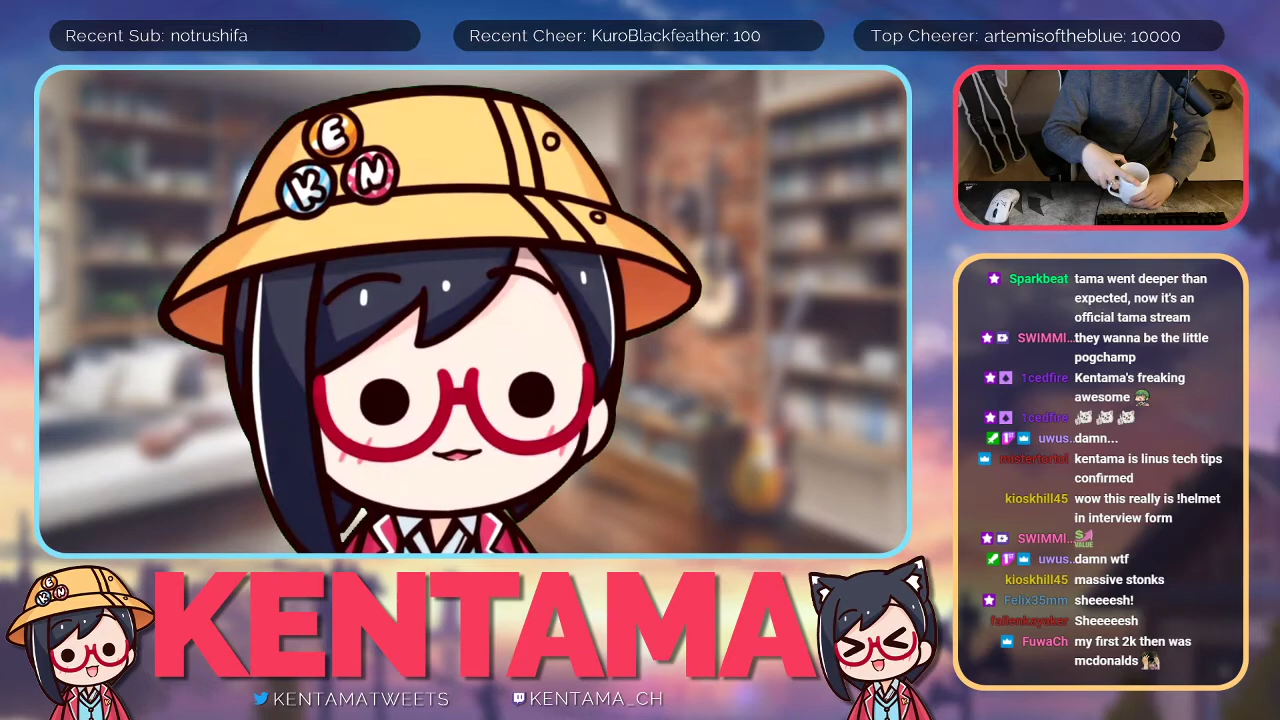 Recent Sub: notrushifa
Recent Cheer: KuroBlackfeather: 100
Top Cheerer: artemisoftheblue: 10000
E
K N
Sparkbeat tama went deeper than
expected, now it's an
official tama stream
SWIMMI... they wanna be the little
pogchamp
1cedfire Kentama's freaking
awesome
1cedfire
uwus... damn...
mistertortol kentama is linus tech tips
confirmed
kioskhill45 wow this really is !helmet
in interview form
SWIMMI... VALUE
uwus... damn wtf
kioskhill45 massive stonks
Felix35mm sheeeesh!
fallenkayaker Sheeeeesh
FuwaCh my first 2k then was
mcdonalds
E
K N
KENTAMA
KENTAMATWEETS
KENTAMA_CH